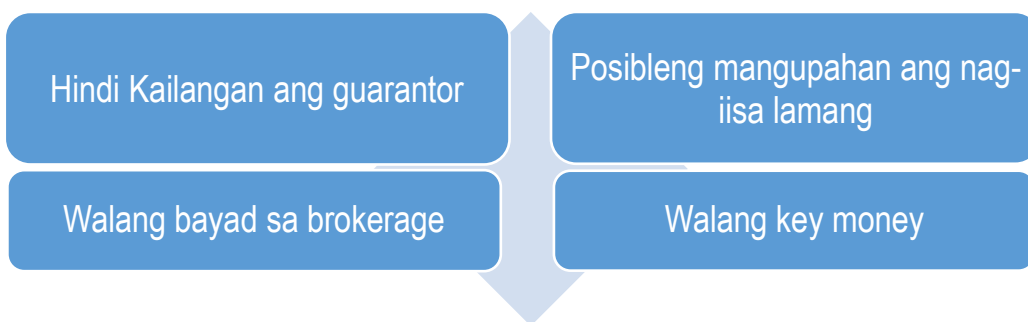 Hindi Kailangan ang guarantor
Posibleng mangupahan ang nag-
iisa lamang
Walang bayad sa brokerage
Walang key money